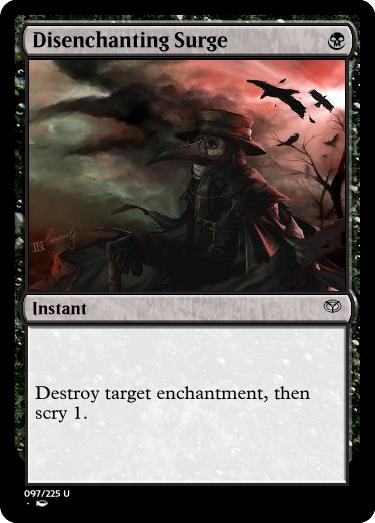 Disenchanting Surge
Instant
Destroy target enchantment, then
scry 1.
097/225 U